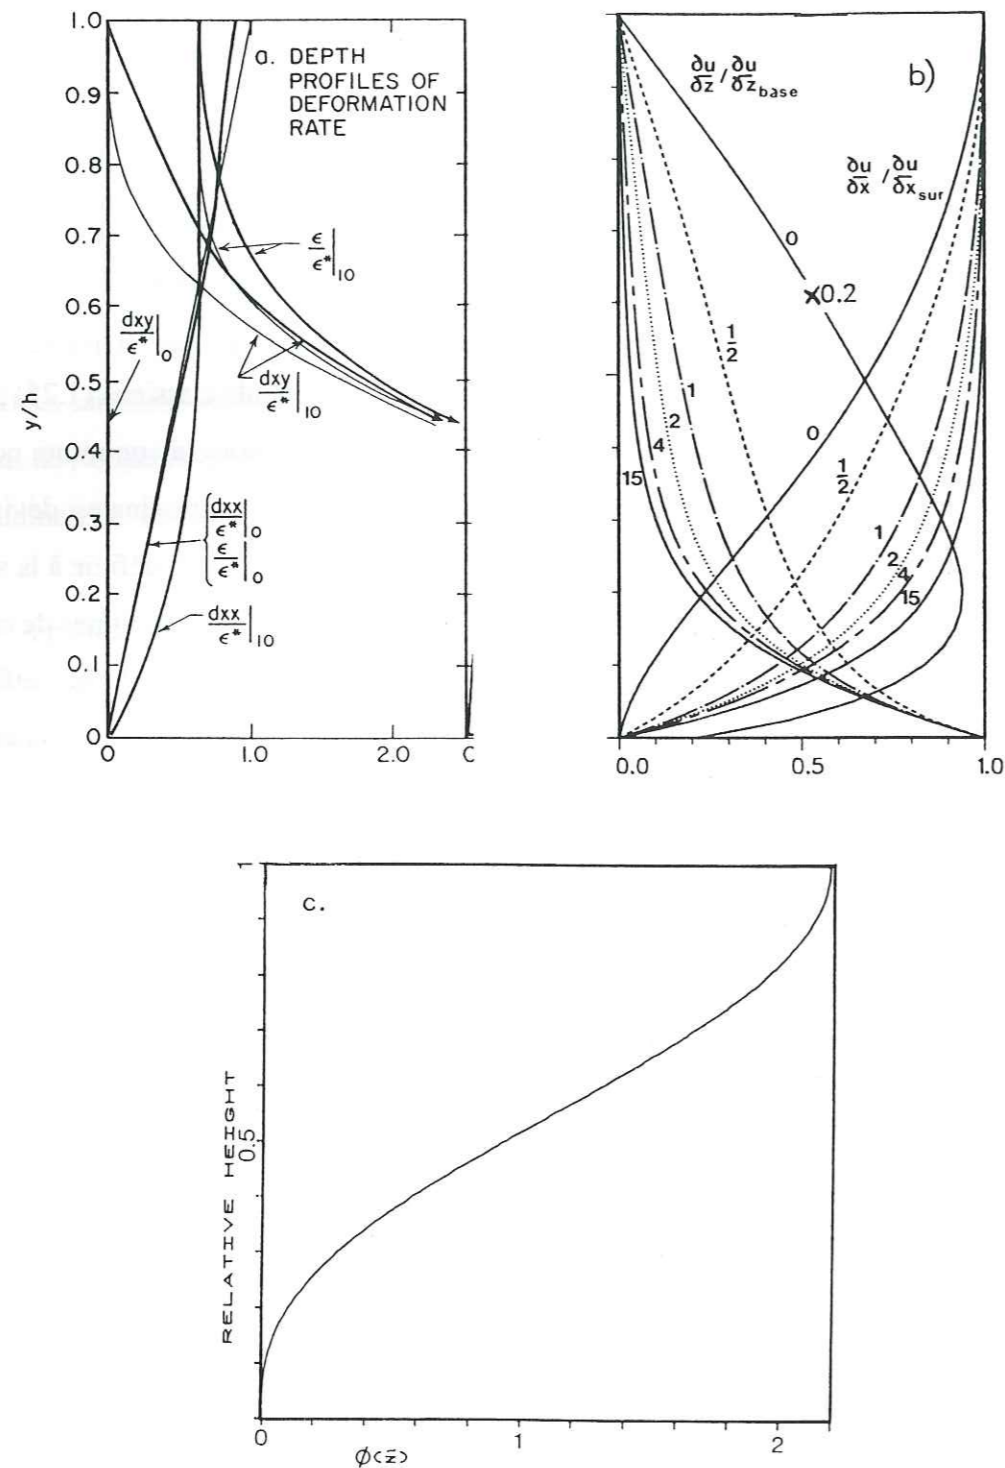 1.0
0.9
0.8
0.7
0.6
0.5
0.4
0.3
0.2
0.1
0
y/h
a. DEPTH
PROFILES OF
DEFORMATION
RATE
ϵ/ϵ*|10
dxy/ϵ*|0
dxy/ϵ*|10
dxx/ϵ*|0
ϵ/ϵ*|0
dxx/ϵ*|10
1.0
2.0
b)
∂u/∂z / ∂u/∂z base
∂u/∂x / ∂u/∂x sur
0
x0.2
1/2
1
2
4
15
0
1/2
1
2
4
15
0.0
0.5
1.0
c.
1
0.5
RELATIVE HEIGHT
0
1
2
ϕ(z̄)